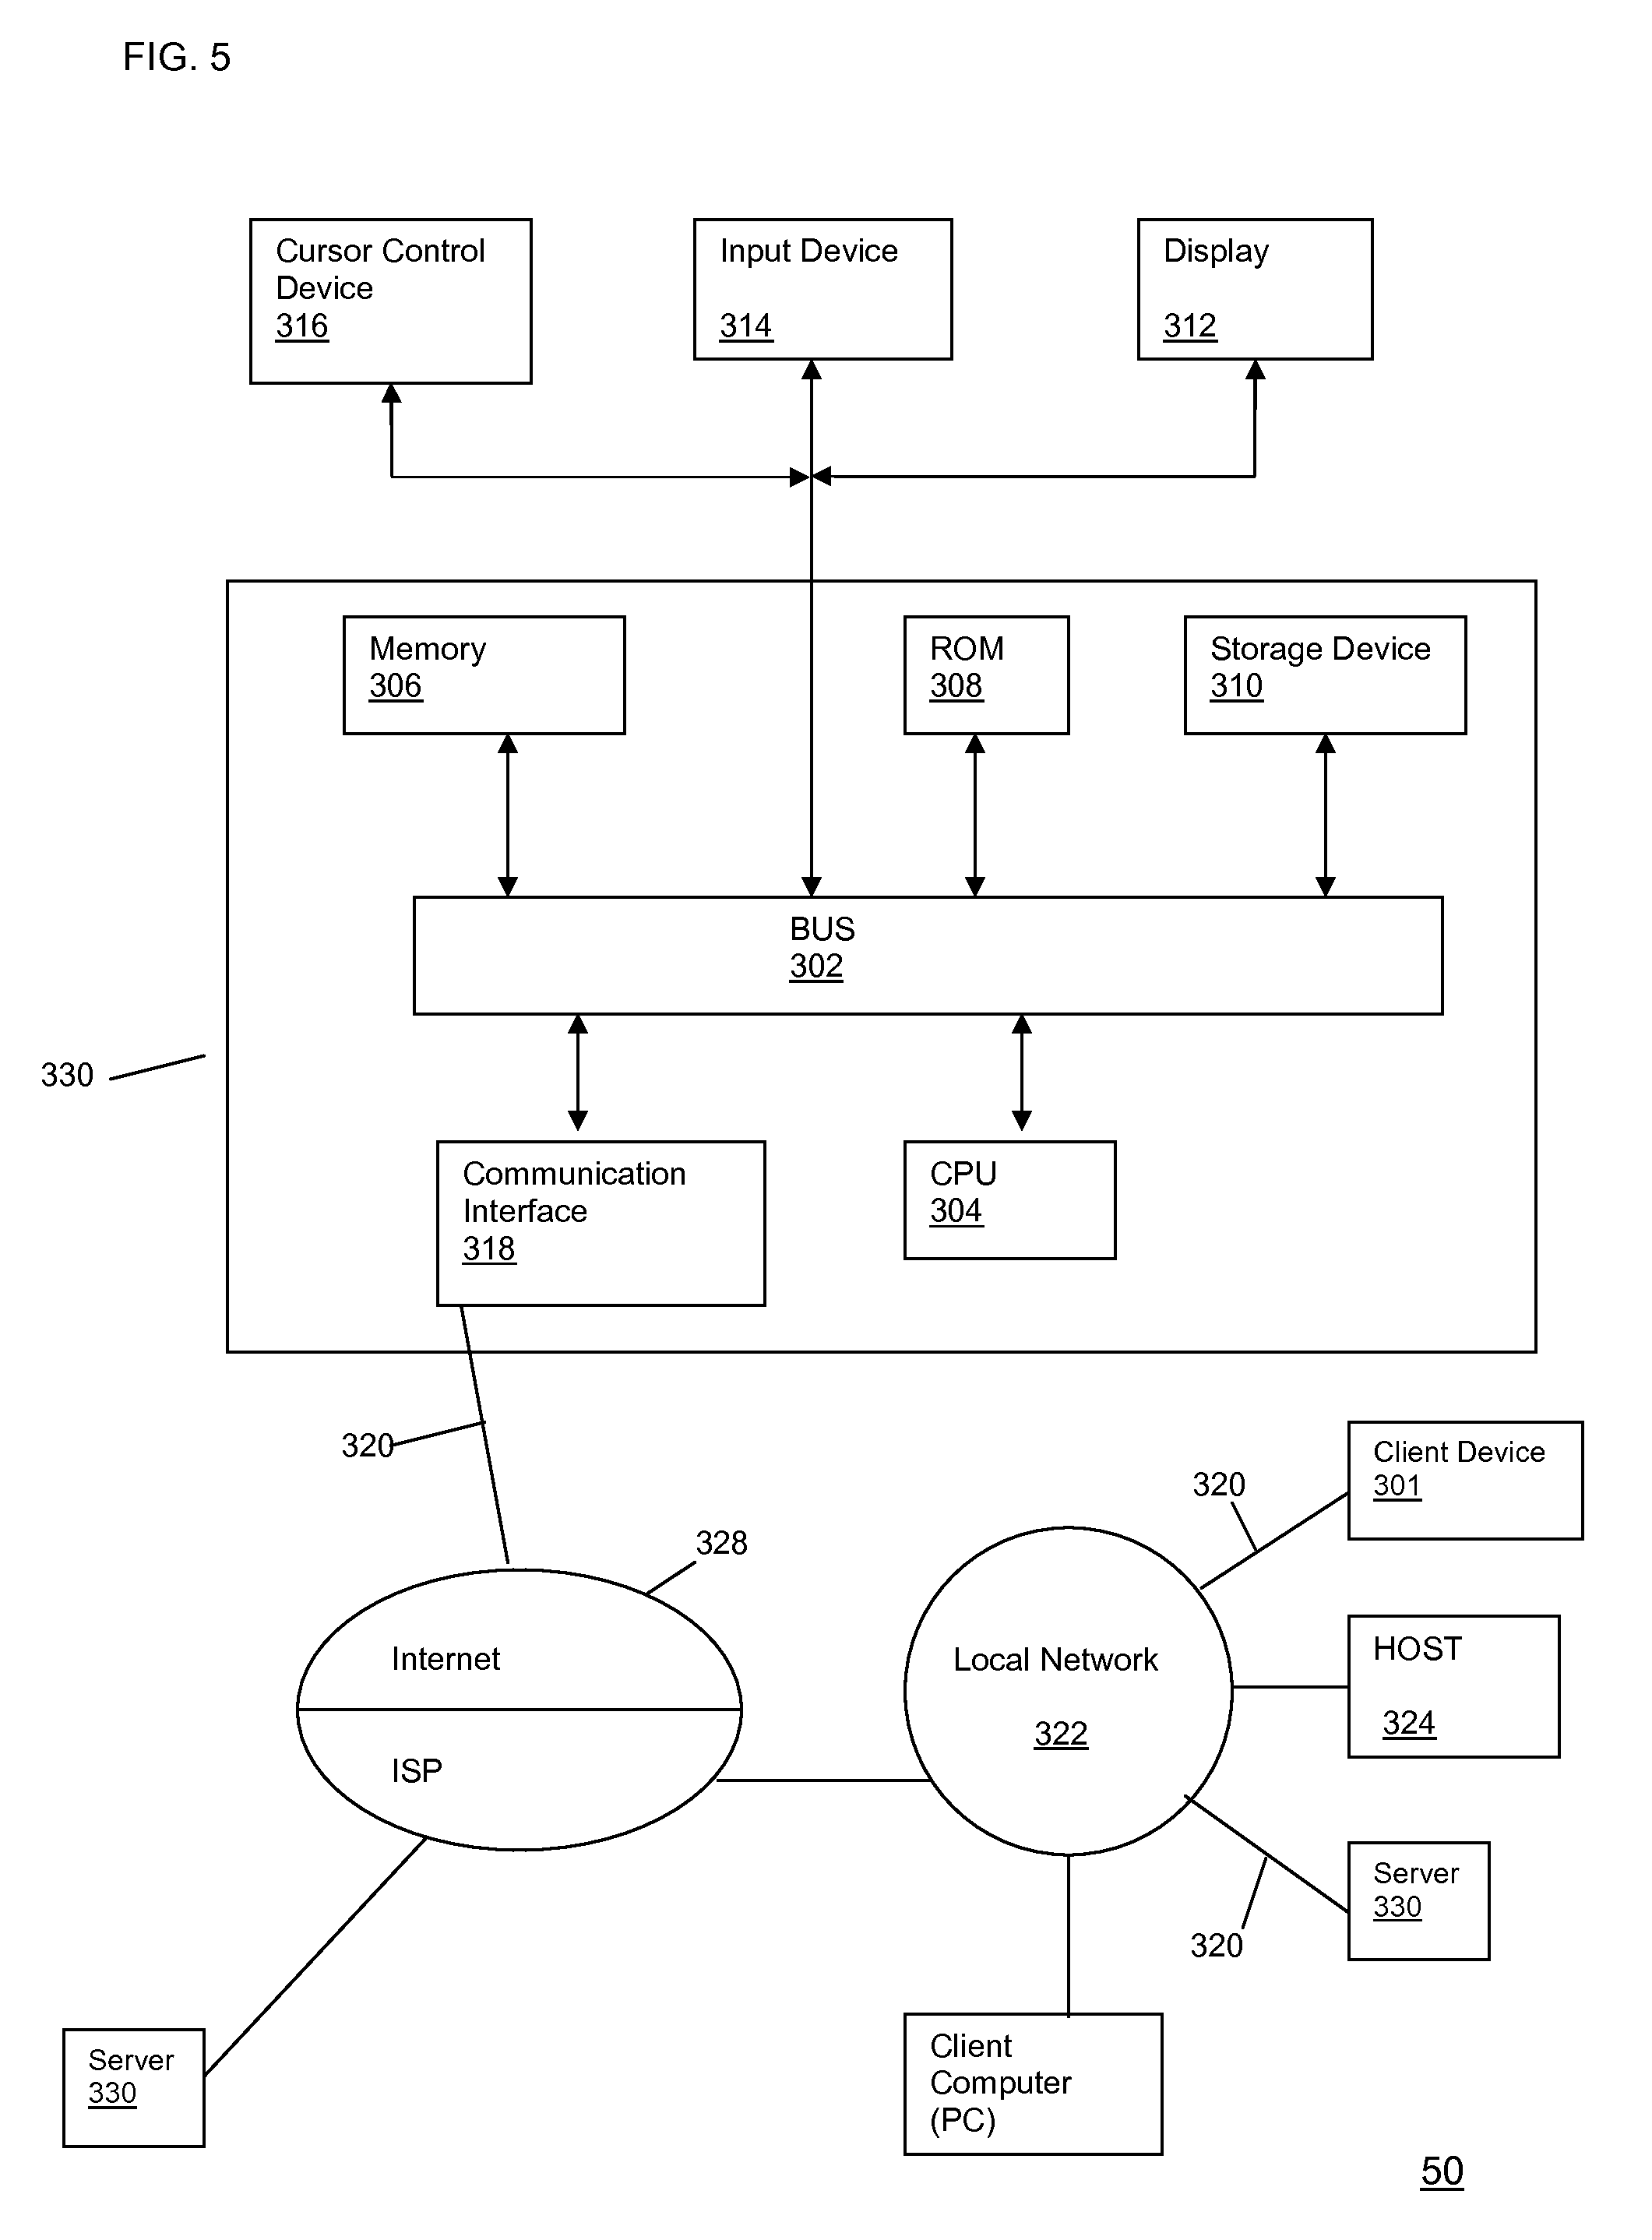 FIG. 5
Cursor Control
Device
316
Input Device
314
Display
312
Memory
306
ROM
308
Storage Device
310
BUS
302
330
Communication
Interface
318
CPU
304
320
328
Internet
ISP
Local Network
322
320
Client Device
301
HOST
324
Server
330
320
Server
330
Client
Computer
(PC)
50